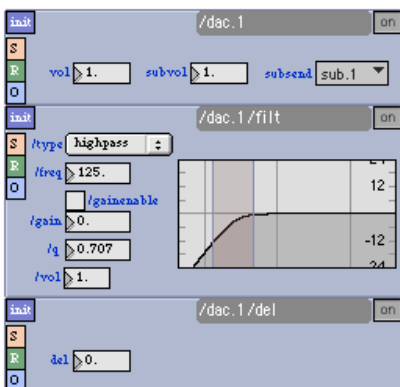 init /dac.1 on
S
R vol 1. subvol 1. subsend sub.1
O
init /dac.1/filt on
S /type highpass
R /freq 125.
O /gainenable
/gain 0.
/q 0.707
/vol 1.
12
-12
24
init /dac.1/del on
S
R del 0.
O